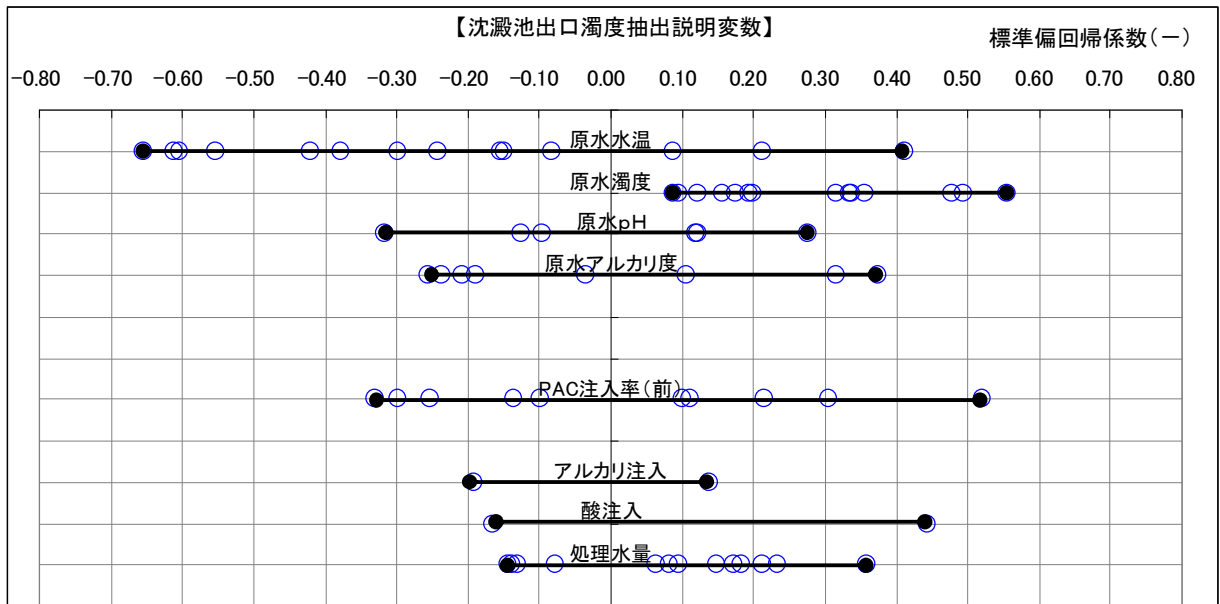 【沈澱池出口濁度抽出説明変数】
標準偏回帰係数(－)
-0.80 -0.70 -0.60 -0.50 -0.40 -0.30 -0.20 -0.10 0.00 0.10 0.20 0.30 0.40 0.50 0.60 0.70 0.80
原水水温
原水濁度
原水pH
原水アルカリ度
PAC注入率(前)
アルカリ注入
酸注入
処理水量